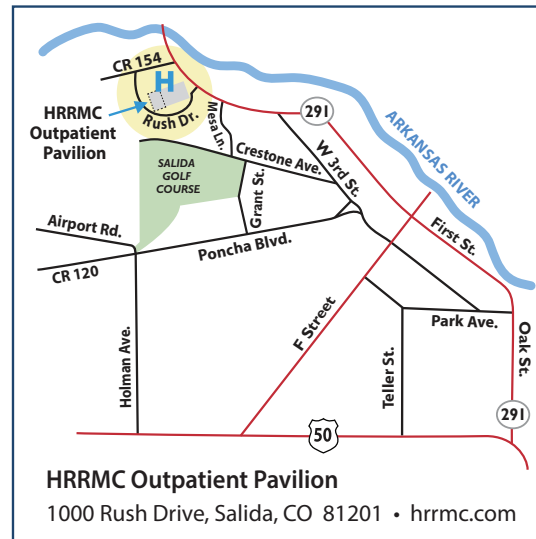 CR 154
H
HRRMC
Outpatient
Pavilion
Rush Dr.
Mesa Ln.
291
ARKANSAS RIVER
Crestone Ave.
W 3rd St.
SALIDA
GOLF
COURSE
Grant St.
Airport Rd.
Poncha Blvd.
CR 120
First St.
Holman Ave.
F Street
Teller St.
Park Ave.
Oak St.
291
50
HRRMC Outpatient Pavilion
1000 Rush Drive, Salida, CO 81201 • hrrmc.com